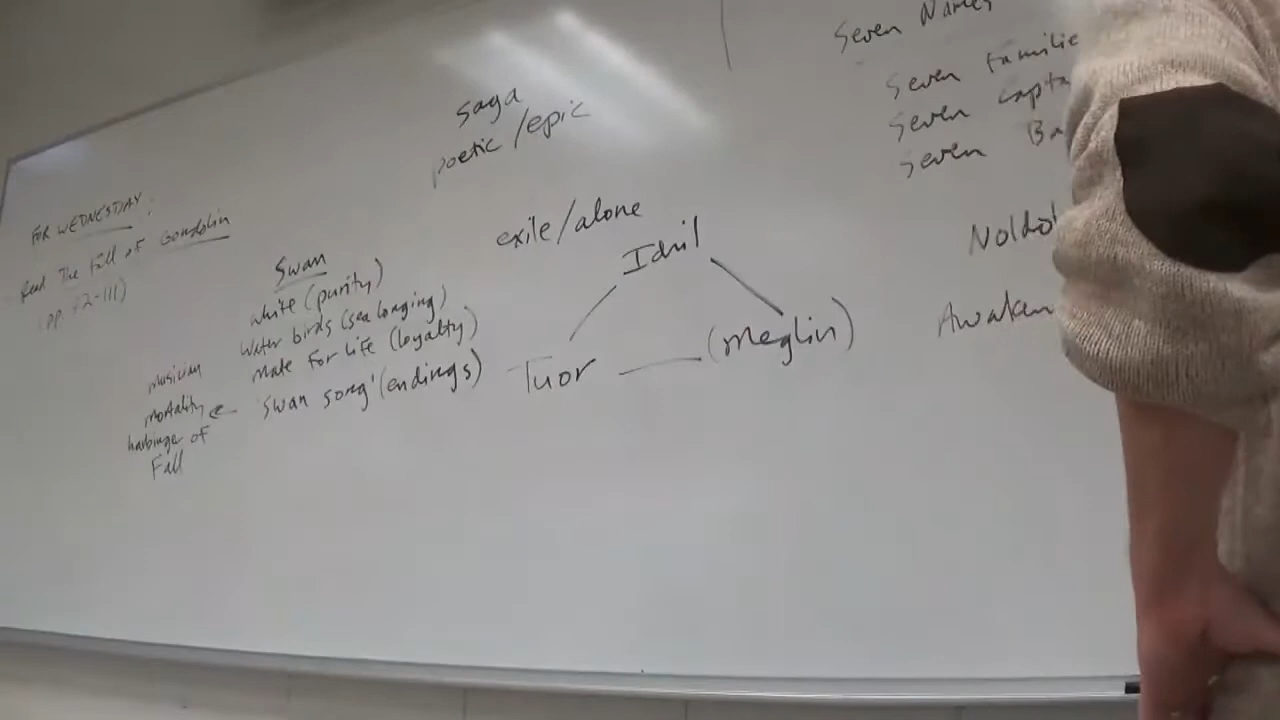 FOR WEDNESDAY:
Read The Fall of Gondolin
saga
poetic/epic
exile/alone
Swan
white (purity)
Water birds (sea longing)
Mate for life (loyalty)
Swan song' (endings)
musician
mortality
harbinger of
Fall
Idril
Tuor
(Meglin)
Seven Names
Seven Familie
Seven capta
Seven Ba
Noldo
Awaken